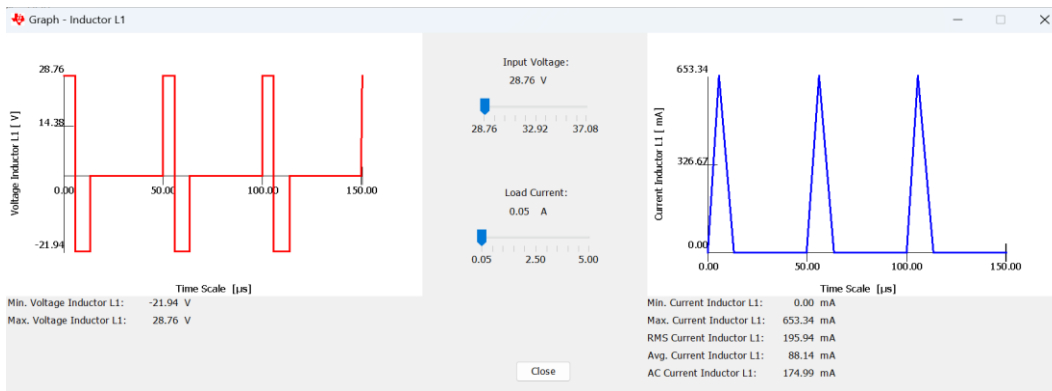 Graph - Inductor L1
28.76
14.38
-21.94
Voltage Inductor L1 [ V]
0.00
50.00
100.00
150.00
Time Scale [µs]
Min. Voltage Inductor L1: -21.94 V
Max. Voltage Inductor L1: 28.76 V
Input Voltage:
28.76 V
28.76 32.92 37.08
Load Current:
0.05 A
0.05 2.50 5.00
Close
653.34
326.67
0.00
Current Inductor L1 [ mA]
0.00
50.00
100.00
150.00
Time Scale [µs]
Min. Current Inductor L1: 0.00 mA
Max. Current Inductor L1: 653.34 mA
RMS Current Inductor L1: 195.94 mA
Avg. Current Inductor L1: 88.14 mA
AC Current Inductor L1: 174.99 mA